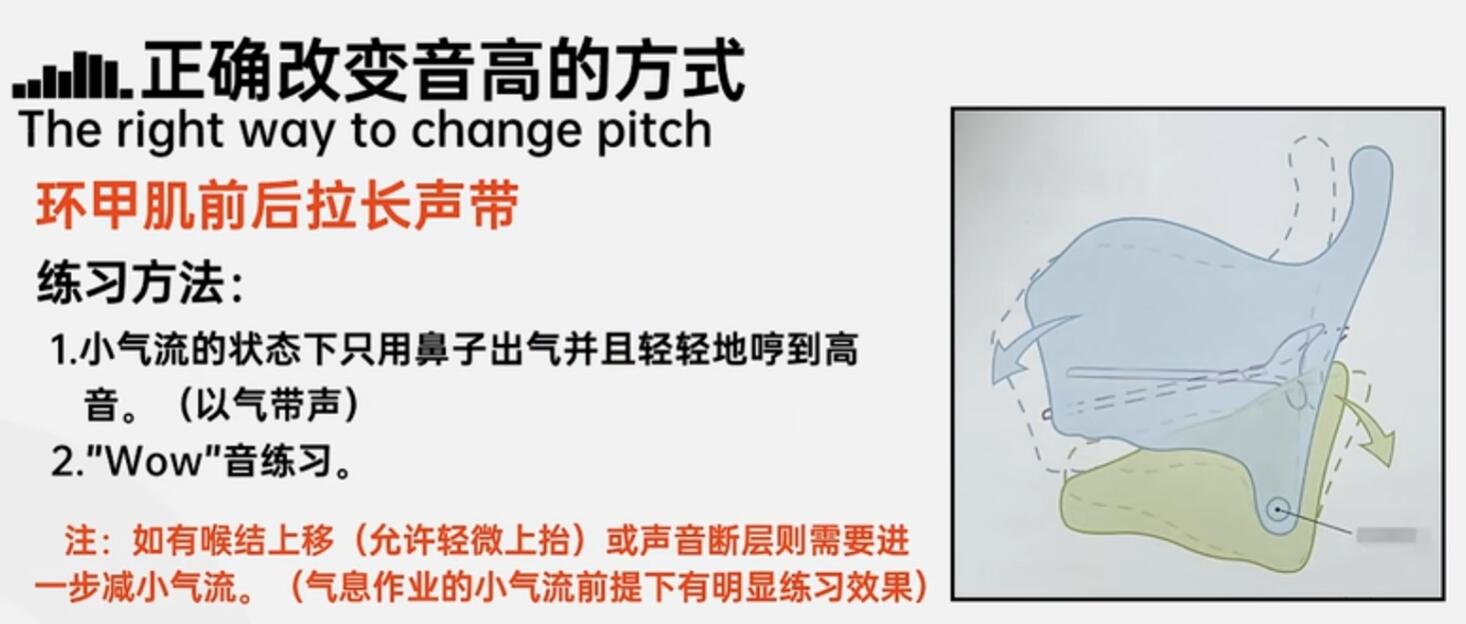 正确改变音高的方式
The right way to change pitch
环甲肌前后拉长声带
练习方法：
1.小气流的状态下只用鼻子出气并且轻轻地哼到高
音。（以气带声）
2."Wow"音练习。
注：如有喉结上移（允许轻微上抬）或声音断层则需要进
一步减小气流。（气息作业的小气流前提下有明显练习效果）